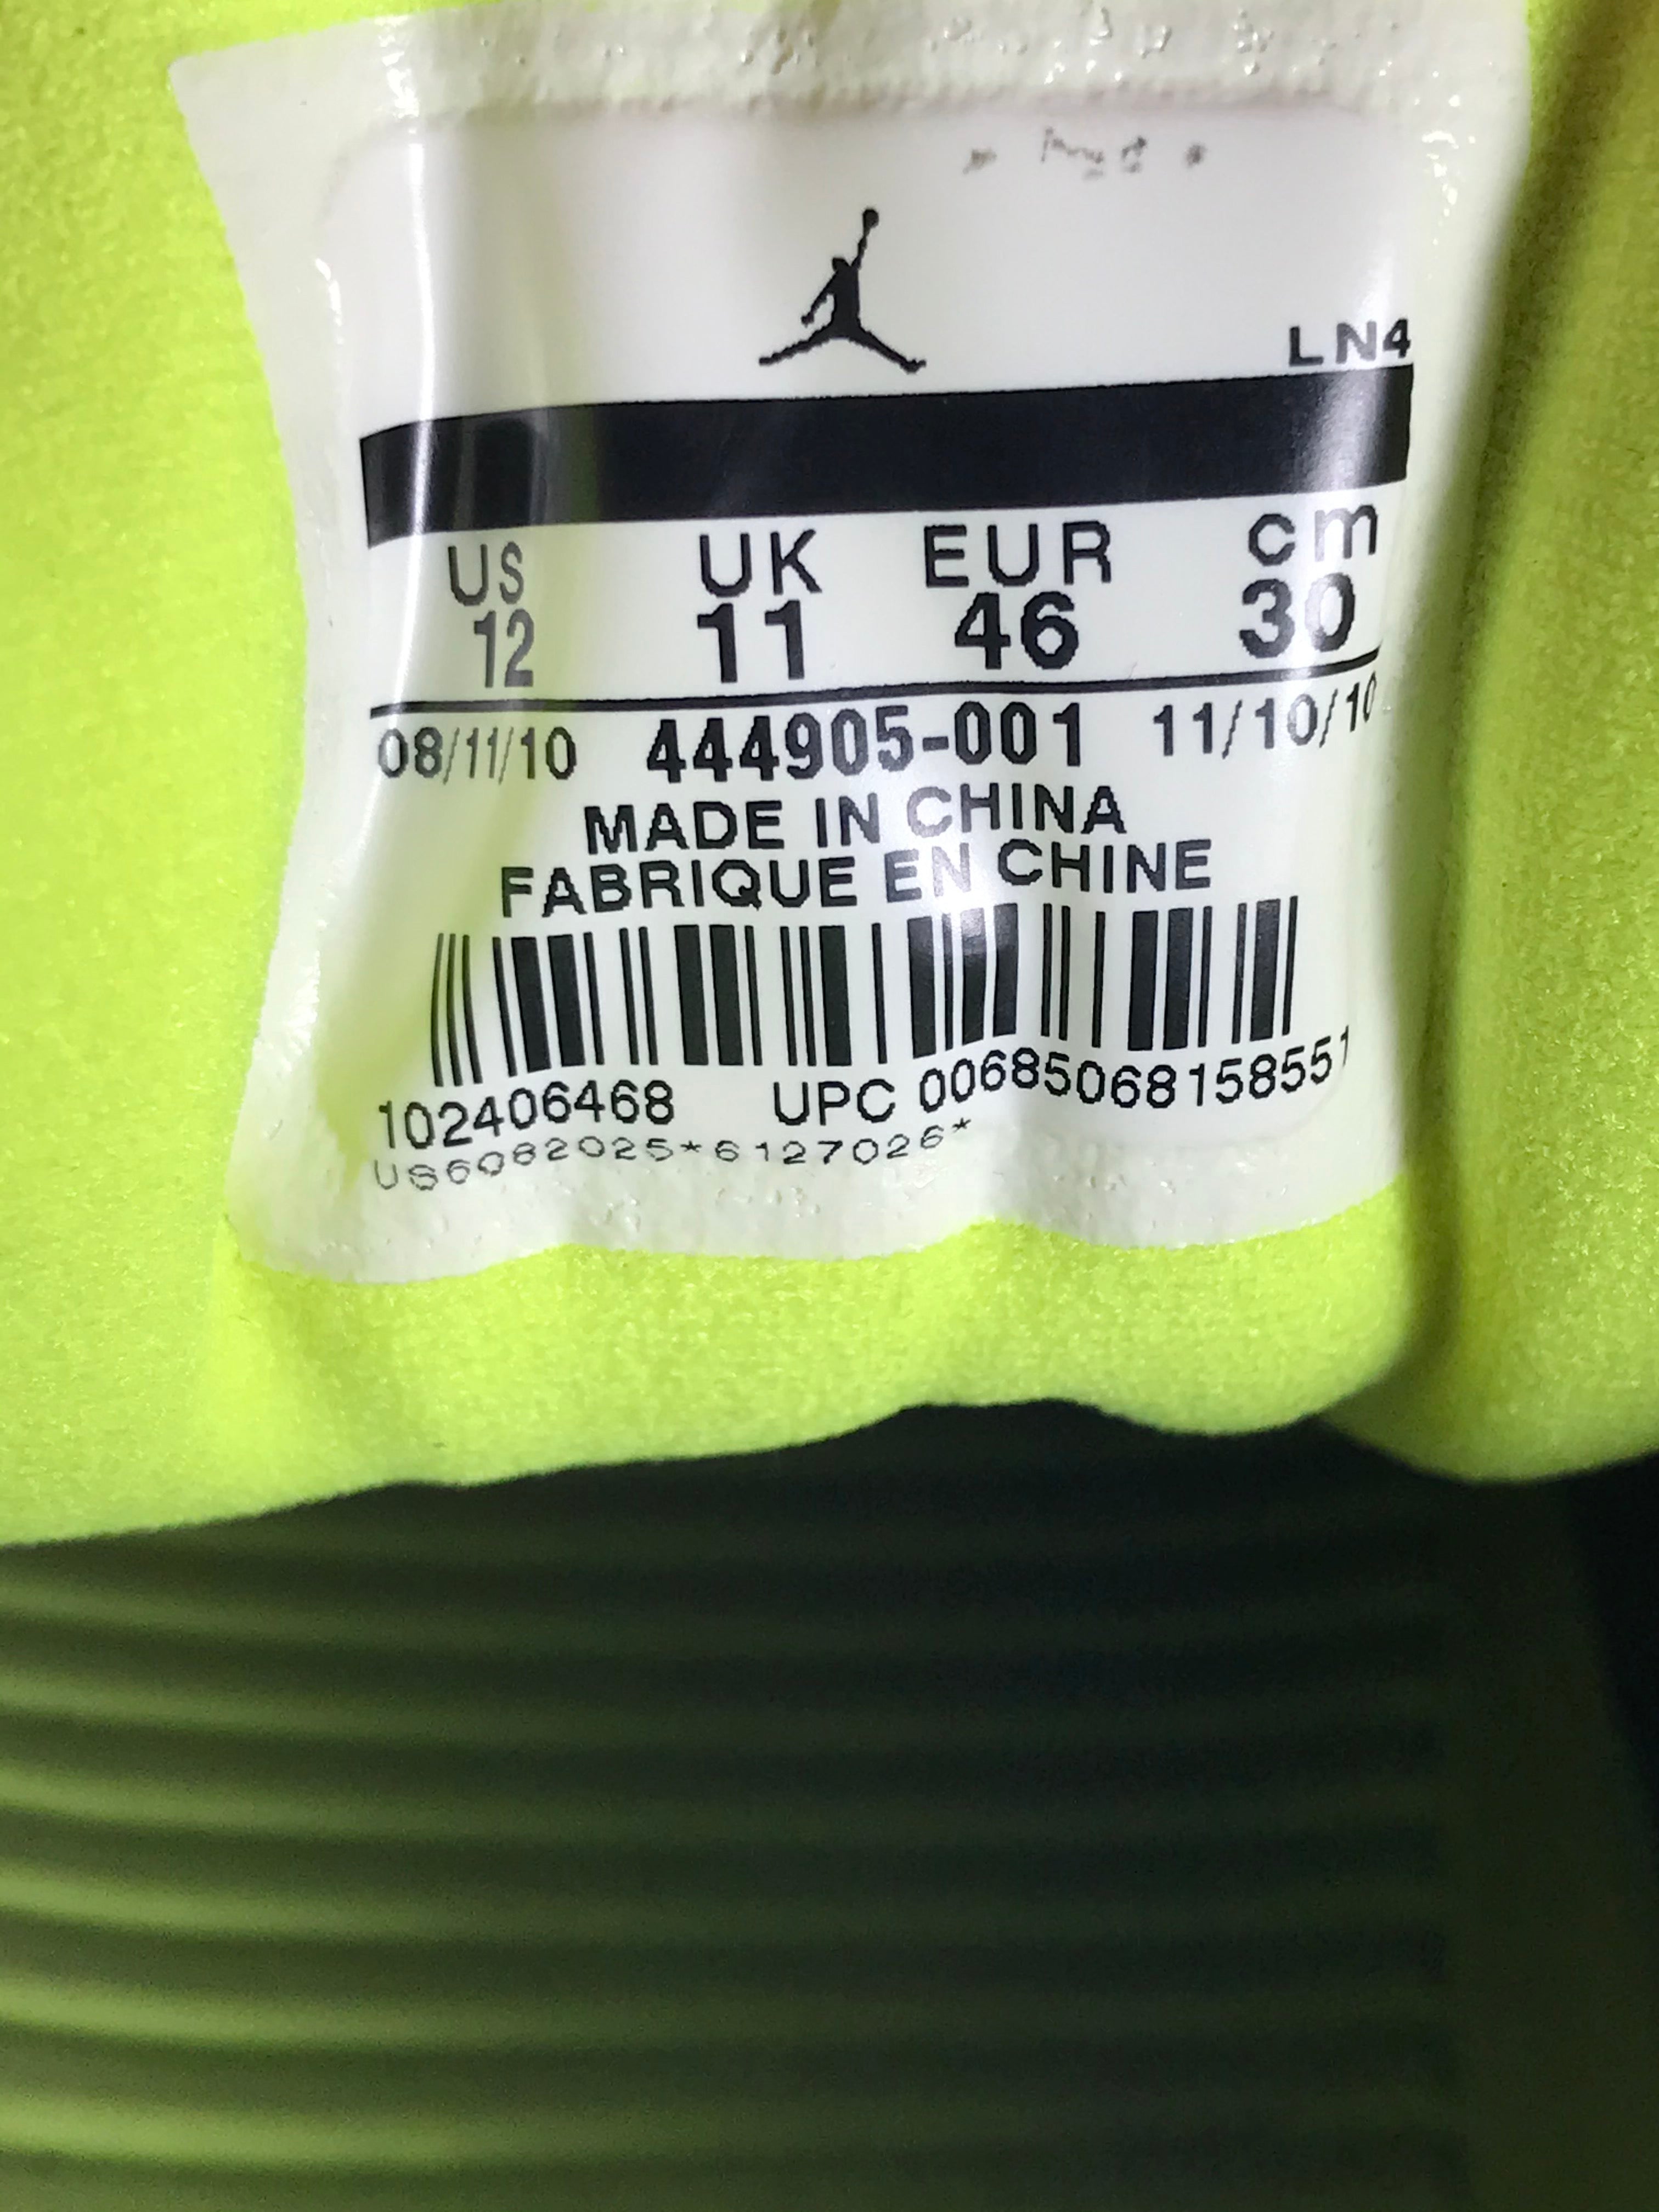 LN4
US UK EUR cm
12 11 46 30
08/11/10 444905-001 11/10/10
MADE IN CHINA
FABRIQUE EN CHINE
102406468 UPC 00685068158551
US6082025*6127026*